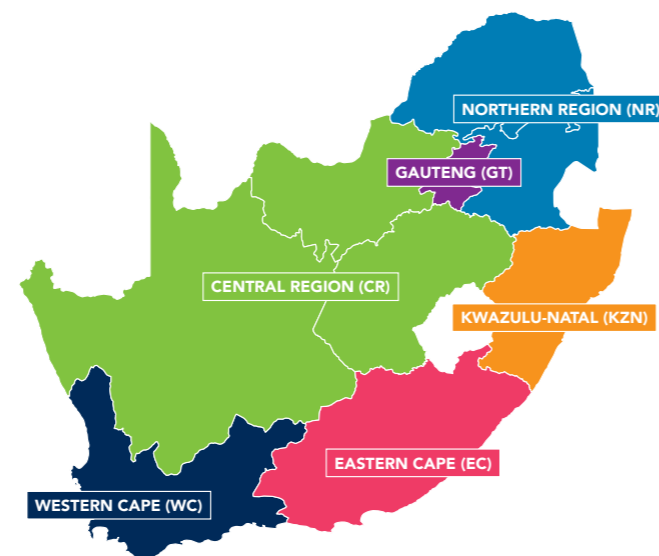 NORTHERN REGION (NR)
GAUTENG (GT)
CENTRAL REGION (CR)
KWAZULU-NATAL (KZN)
EASTERN CAPE (EC)
WESTERN CAPE (WC)